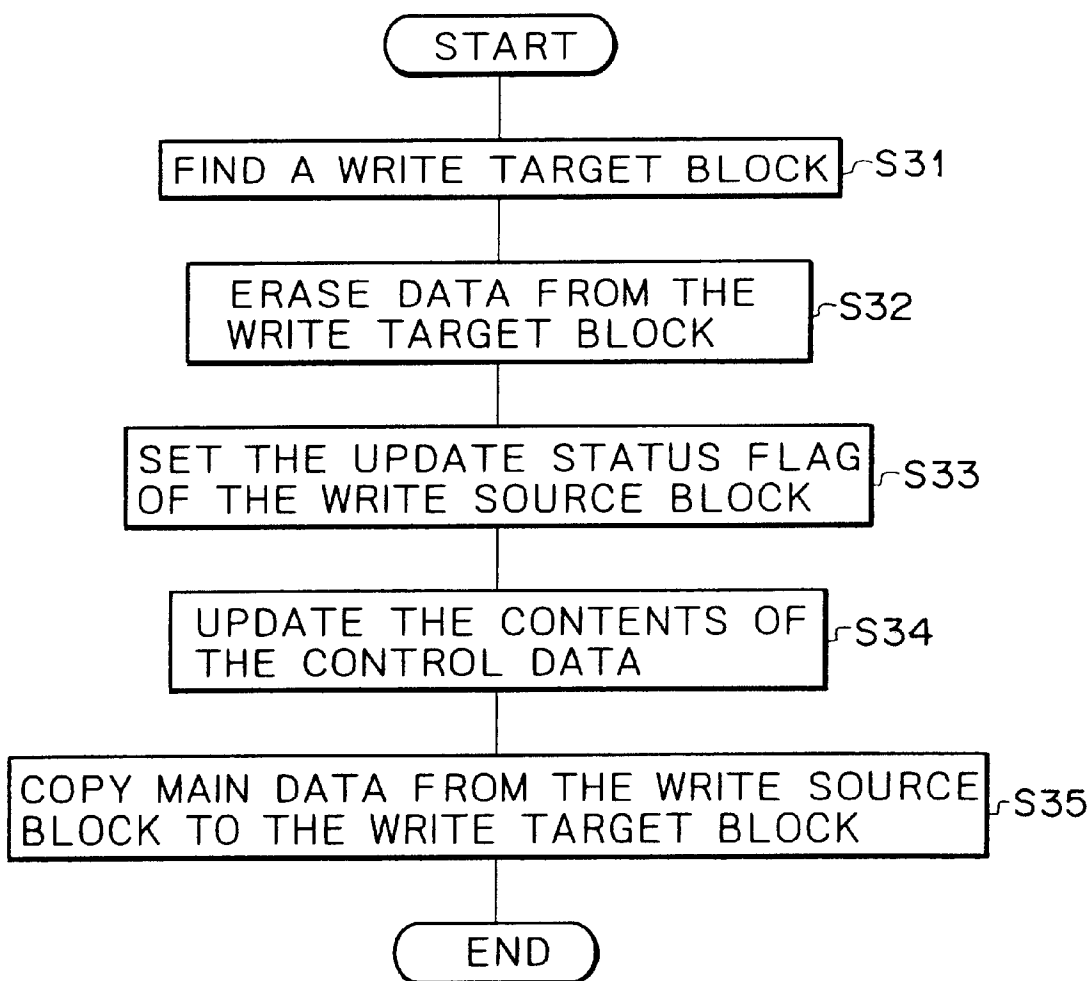 START
FIND A WRITE TARGET BLOCK S31
ERASE DATA FROM THE
WRITE TARGET BLOCK
S32
SET THE UPDATE STATUS FLAG
OF THE WRITE SOURCE BLOCK
S33
UPDATE THE CONTENTS OF
THE CONTROL DATA
S34
COPY MAIN DATA FROM THE WRITE SOURCE
BLOCK TO THE WRITE TARGET BLOCK
S35
END